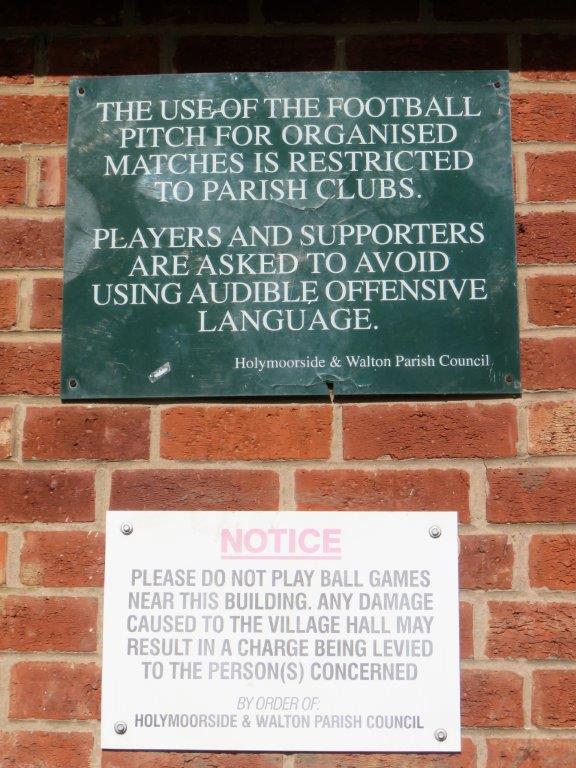 THE USE OF THE FOOTBALL
PITCH FOR ORGANISED
MATCHES IS RESTRICTED
TO PARISH CLUBS.
PLAYERS AND SUPPORTERS
ARE ASKED TO AVOID
USING AUDIBLE OFFENSIVE
LANGUAGE.
Holymoorside & Walton Parish Council
NOTICE
PLEASE DO NOT PLAY BALL GAMES
NEAR THIS BUILDING. ANY DAMAGE
CAUSED TO THE VILLAGE HALL MAY
RESULT IN A CHARGE BEING LEVIED
TO THE PERSON(S) CONCERNED
BY ORDER OF:
HOLYMOORSIDE & WALTON PARISH COUNCIL